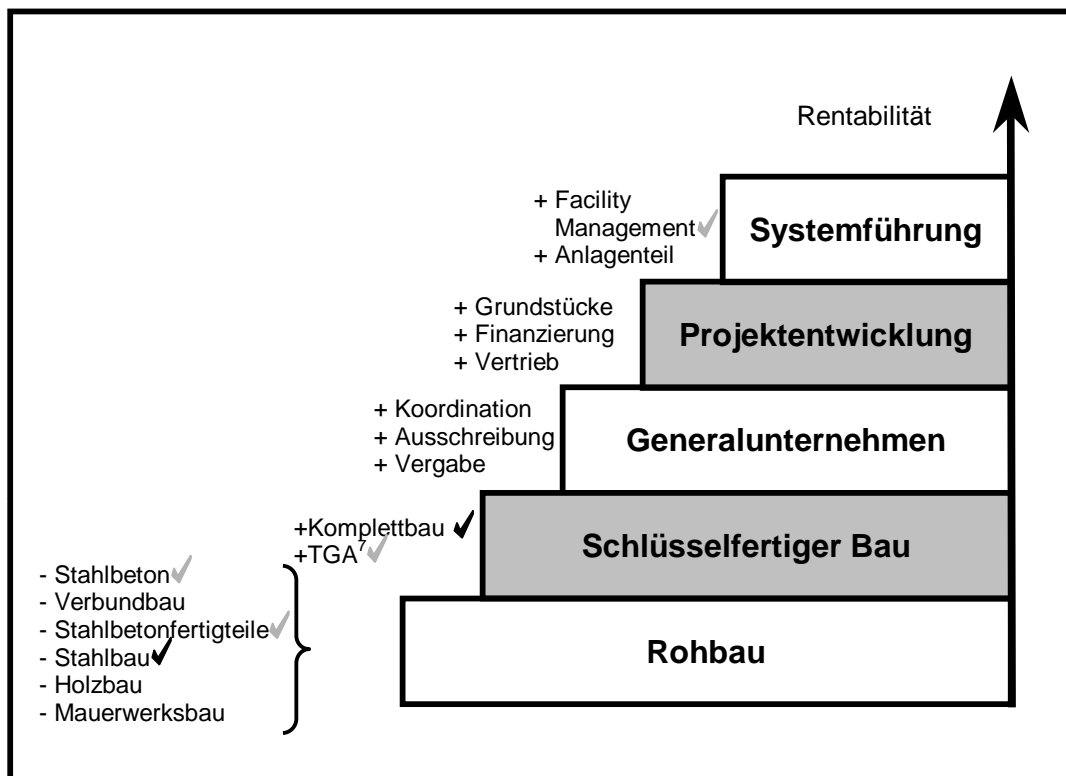 Rentabilität
+ Facility
Management ✓
+ Anlagenteil
Systemführung
+ Grundstücke
+ Finanzierung
+ Vertrieb
Projektentwicklung
+ Koordination
+ Ausschreibung
+ Vergabe
Generalunternehmen
+Komplettbau ✓
+TGA⁷ ✓
Schlüsselfertiger Bau
- Stahlbeton ✓
- Verbundbau
- Stahlbetonfertigteile ✓
- Stahlbau ✓
- Holzbau
- Mauerwerksbau
Rohbau